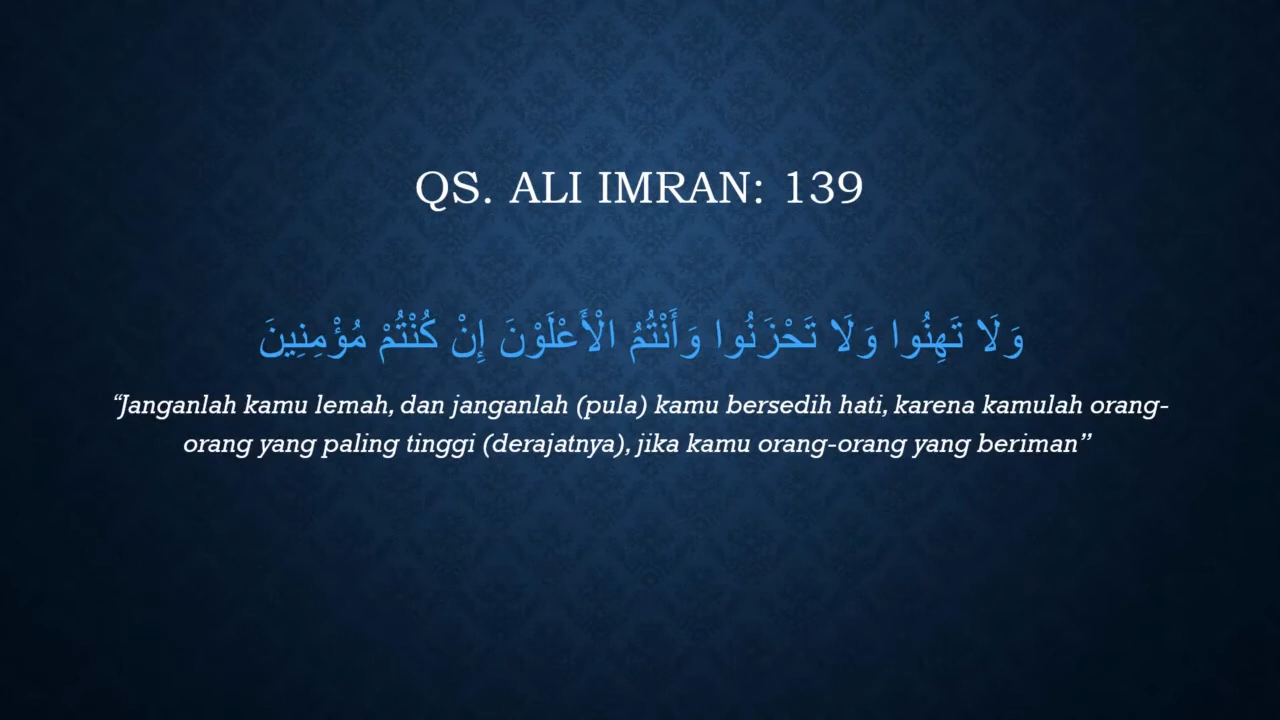 QS. ALI IMRAN: 139
وَلَا تَهِنُوا وَلَا تَحْزَنُوا وَأَنْتُمُ الْأَعْلَوْنَ إِنْ كُنْتُمْ مُؤْمِنِينَ
“Janganlah kamu lemah, dan janganlah (pula) kamu bersedih hati, karena kamulah orang-
orang yang paling tinggi (derajatnya), jika kamu orang-orang yang beriman”